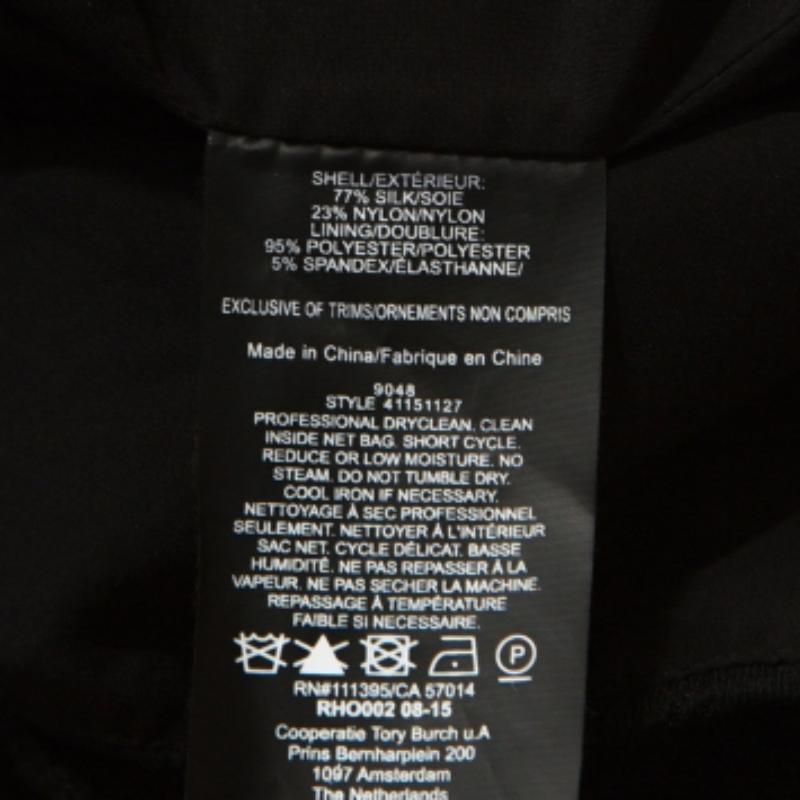 SHELL/EXTÉRIEUR:
77% SILK/SOIE
23% NYLON/NYLON
LINING/DOUBLURE:
95% POLYESTER/POLYESTER
5% SPANDEX/ÉLASTHANNE/
EXCLUSIVE OF TRIMS/ORNEMENTS NON COMPRIS
Made in China/Fabrique en Chine
9048
STYLE 41151127
PROFESSIONAL DRYCLEAN. CLEAN
INSIDE NET BAG. SHORT CYCLE.
REDUCE OR LOW MOISTURE. NO
STEAM. DO NOT TUMBLE DRY.
COOL IRON IF NECESSARY.
NETTOYAGE À SEC PROFESSIONNEL
SEULEMENT. NETTOYER À L'INTÉRIEUR
SAC NET. CYCLE DÉLICAT. BASSE
HUMIDITÉ. NE PAS REPASSER À LA
VAPEUR. NE PAS SECHER LA MACHINE.
REPASSAGE À TEMPÉRATURE
FAIBLE SI NECESSAIRE.
P
RN#111395/CA 57014
RHO002 08-15
Cooperatie Tory Burch u.A
Prins Bernharplein 200
1097 Amsterdam
The Netherlands